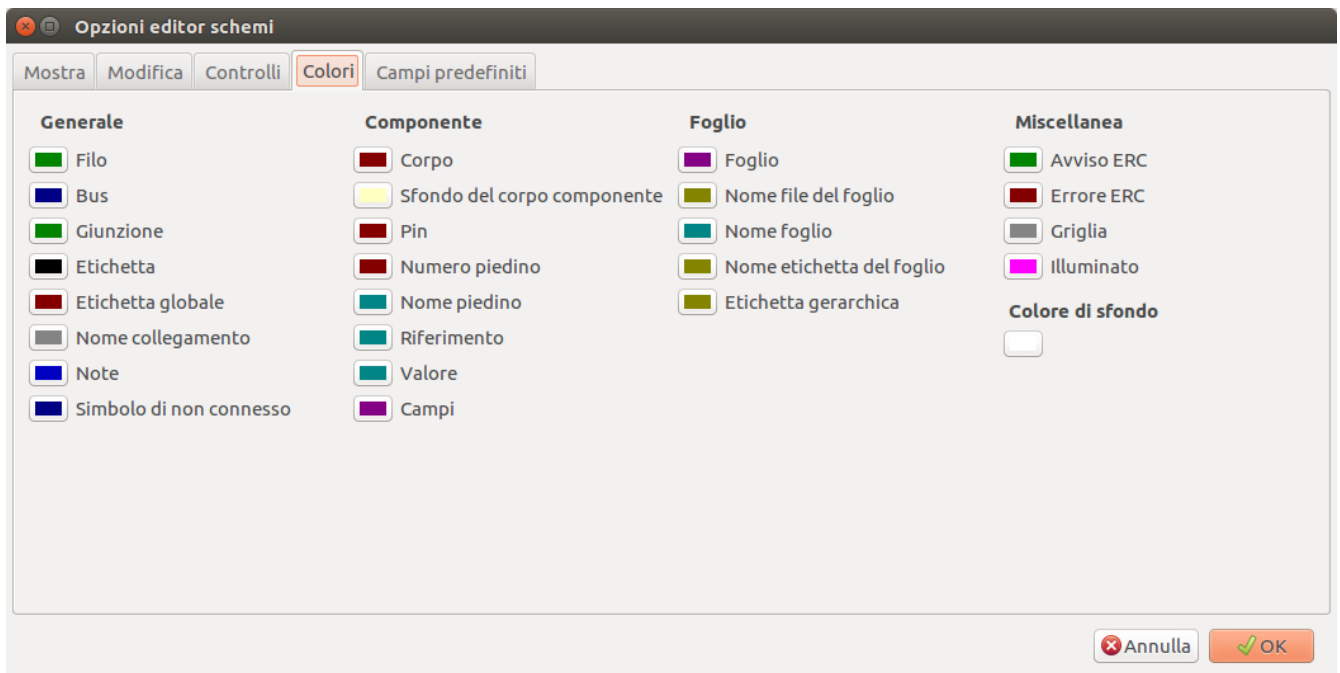 Opzioni editor schemi
Mostra Modifica Controlli Colori Campi predefiniti
Generale
Filo
Bus
Giunzione
Etichetta
Etichetta globale
Nome collegamento
Note
Simbolo di non connesso
Componente
Corpo
Sfondo del corpo componente
Pin
Numero piedino
Nome piedino
Riferimento
Valore
Campi
Foglio
Foglio
Nome file del foglio
Nome foglio
Nome etichetta del foglio
Etichetta gerarchica
Miscellanea
Avviso ERC
Errore ERC
Griglia
Illuminato
Colore di sfondo
Annulla OK